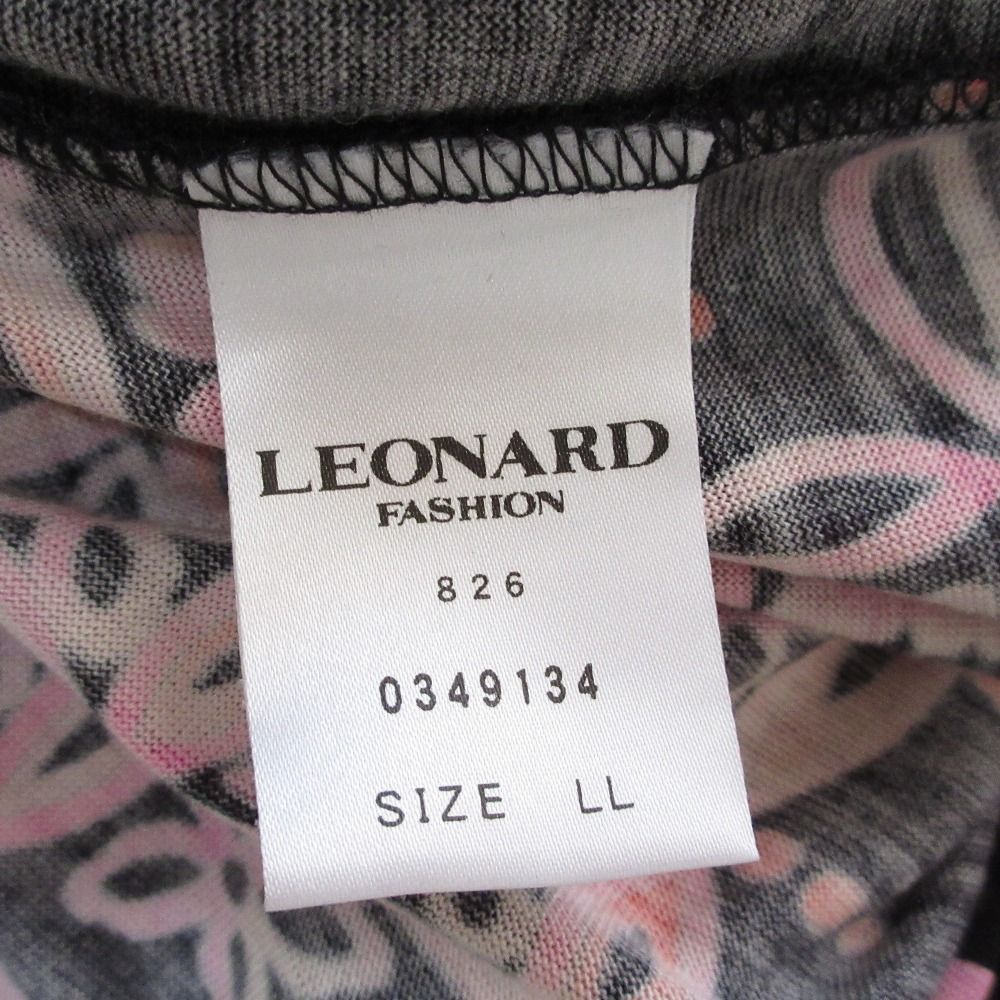 LEONARD
FASHION
826
0349134
SIZE LL